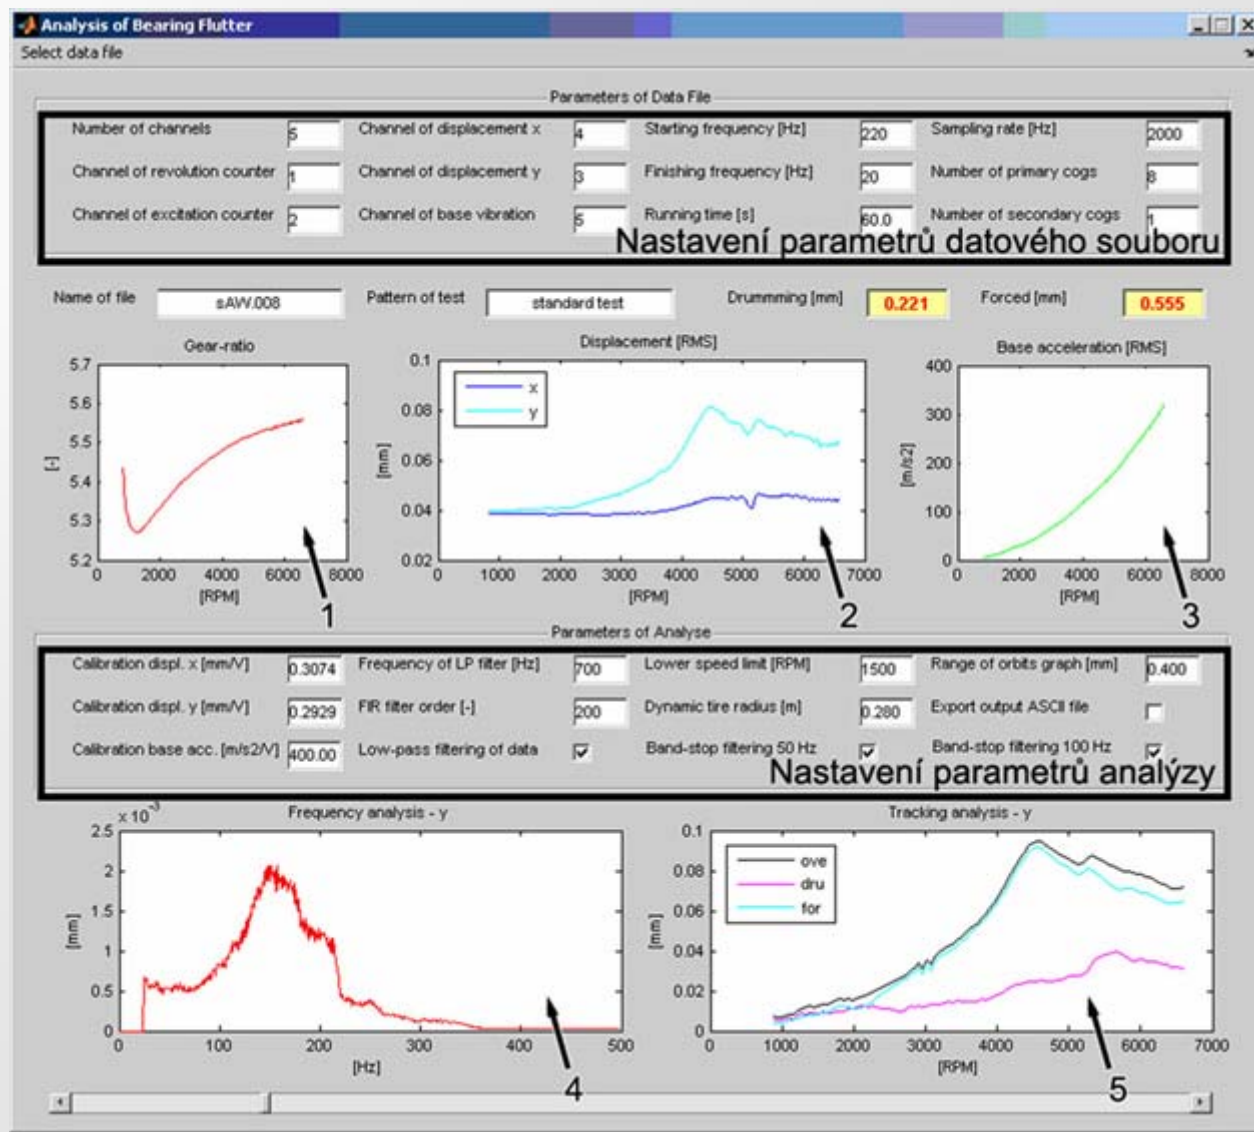 Analysis of Bearing Flutter
Select data file
Parameters of Data File
Number of channels 5 Channel of displacement x 4 Starting frequency [Hz] 220 Sampling rate [Hz] 2000
Channel of revolution counter 1 Channel of displacement y 3 Finishing frequency [Hz] 20 Number of primary cogs 8
Channel of excitation counter 2 Channel of base vibration 5 Running time [s] 60.0 Number of secondary cogs 1
Nastavení parametrů datového souboru
Name of file sAW.008 Pattern of test standard test Drummming [mm] 0.221 Forced [mm] 0.555
Gear-ratio
5.7
5.6
5.5
5.4
5.3
5.2
[-]
0 2000 4000 6000 8000
[RPM]
1
Displacement [RMS]
0.1
0.08
0.06
0.04
0.02
[mm]
x
y
0 1000 2000 3000 4000 5000 6000 7000
[RPM]
2
Base acceleration [RMS]
400
300
200
100
0
[m/s2]
0 2000 4000 6000 8000
[RPM]
3
Parameters of Analyse
Calibration displ. x [mm/V] 0.3074 Frequency of LP filter [Hz] 700 Lower speed limit [RPM] 1500 Range of orbits graph [mm] 0.400
Calibration displ. y [mm/V] 0.2929 FIR filter order [-] 200 Dynamic tire radius [m] 0.280 Export output ASCII file
Calibration base acc. [m/s2/V] 400.00 Low-pass filtering of data Band-stop filtering 50 Hz Band-stop filtering 100 Hz
Nastavení parametrů analýzy
Frequency analysis - y
x 10-3
2.5
2
1.5
1
0.5
0
[mm]
0 100 200 300 400 500
[Hz]
4
Tracking analysis - y
0.1
0.08
0.06
0.04
0.02
0
[mm]
ove
dru
for
0 1000 2000 3000 4000 5000 6000 7000
[RPM]
5